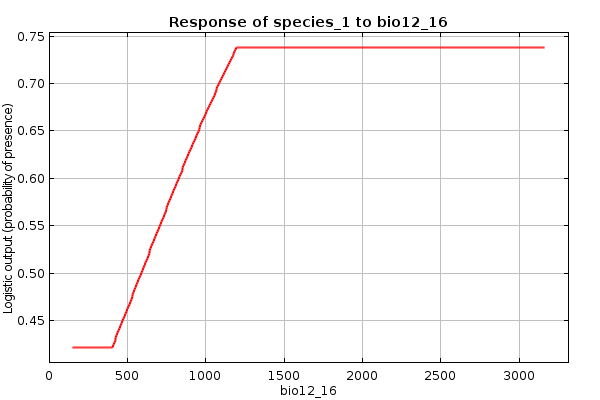 Response of species_1 to bio12_16
Logistic output (probability of presence)
0.75
0.70
0.65
0.60
0.55
0.50
0.45
0 500 1000 1500 2000 2500 3000
bio12_16